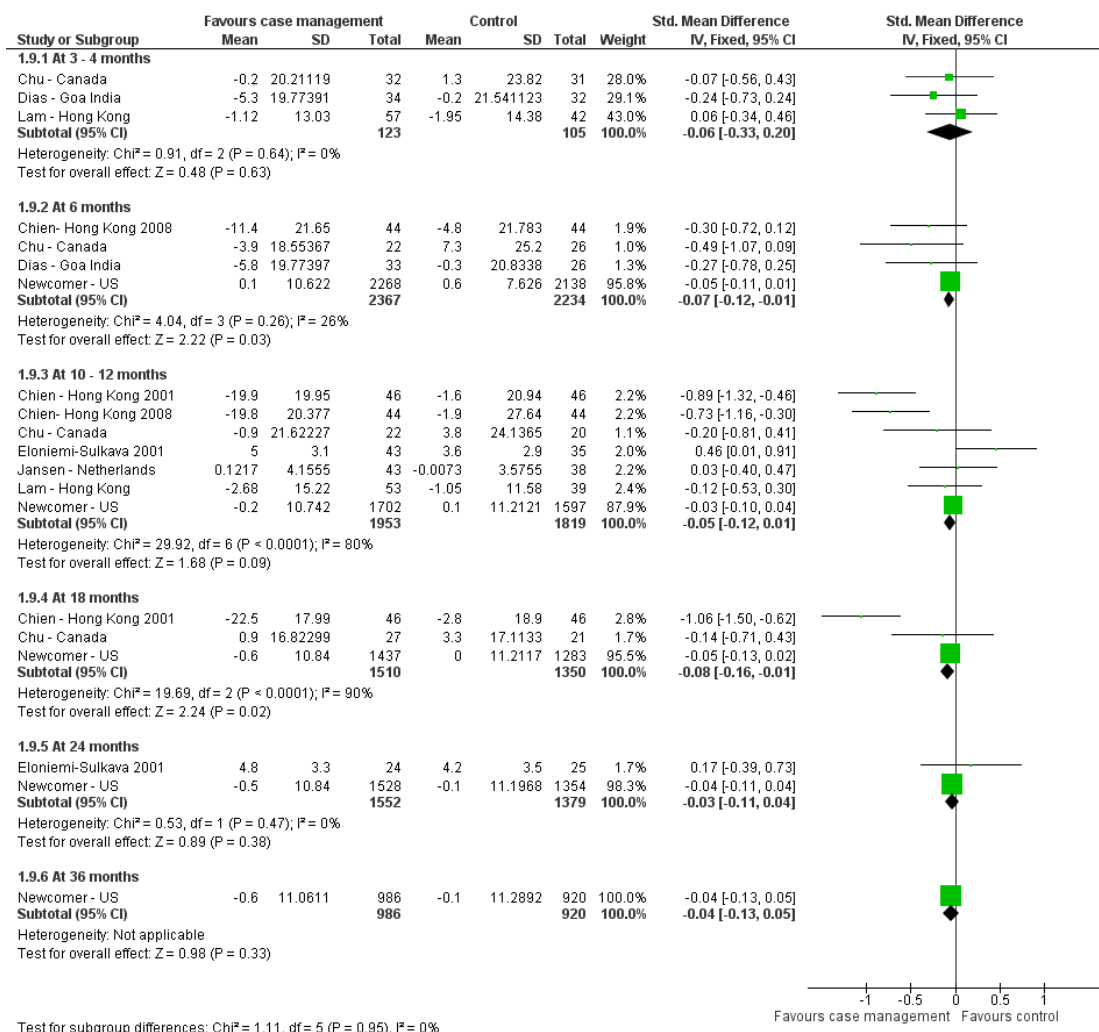 Favours case management Control Std. Mean Difference Std. Mean Difference
Study or Subgroup Mean SD Total Mean SD Total Weight IV, Fixed, 95% CI IV, Fixed, 95% CI
1.9.1 At 3 - 4 months
Chu - Canada -0.2 20.21119 32 1.3 23.82 31 28.0% -0.07 [-0.56, 0.43]
Dias - Goa India -5.3 19.77391 34 -0.2 21.541123 32 29.1% -0.24 [-0.73, 0.24]
Lam - Hong Kong -1.12 13.03 57 -1.95 14.38 42 43.0% 0.06 [-0.34, 0.46]
Subtotal (95% CI) 123 105 100.0% -0.06 [-0.33, 0.20]
Heterogeneity: Chi² = 0.91, df = 2 (P = 0.64); I² = 0%
Test for overall effect: Z = 0.48 (P = 0.63)
1.9.2 At 6 months
Chien- Hong Kong 2008 -11.4 21.65 44 -4.8 21.783 44 1.9% -0.30 [-0.72, 0.12]
Chu - Canada -3.9 18.55367 22 7.3 25.2 26 1.0% -0.49 [-1.07, 0.09]
Dias - Goa India -5.8 19.77397 33 -0.3 20.8338 26 1.3% -0.27 [-0.78, 0.25]
Newcomer - US 0.1 10.622 2268 0.6 7.626 2138 95.8% -0.05 [-0.11, 0.01]
Subtotal (95% CI) 2367 2234 100.0% -0.07 [-0.12, -0.01]
Heterogeneity: Chi² = 4.04, df = 3 (P = 0.26); I² = 26%
Test for overall effect: Z = 2.22 (P = 0.03)
1.9.3 At 10 - 12 months
Chien - Hong Kong 2001 -19.9 19.95 46 -1.6 20.94 46 2.2% -0.89 [-1.32, -0.46]
Chien- Hong Kong 2008 -19.8 20.377 44 -1.9 27.64 44 2.2% -0.73 [-1.16, -0.30]
Chu - Canada -0.9 21.62227 22 3.8 24.1365 20 1.1% -0.20 [-0.81, 0.41]
Eloniemi-Sulkava 2001 5 3.1 43 3.6 2.9 35 2.0% 0.46 [0.01, 0.91]
Jansen - Netherlands 0.1217 4.1555 43 -0.0073 3.5755 38 2.2% 0.03 [-0.40, 0.47]
Lam - Hong Kong -2.68 15.22 53 -1.05 11.58 39 2.4% -0.12 [-0.53, 0.30]
Newcomer - US -0.2 10.742 1702 0.1 11.2121 1597 87.9% -0.03 [-0.10, 0.04]
Subtotal (95% CI) 1953 1819 100.0% -0.05 [-0.12, 0.01]
Heterogeneity: Chi² = 29.92, df = 6 (P < 0.0001); I² = 80%
Test for overall effect: Z = 1.68 (P = 0.09)
1.9.4 At 18 months
Chien - Hong Kong 2001 -22.5 17.99 46 -2.8 18.9 46 2.8% -1.06 [-1.50, -0.62]
Chu - Canada 0.9 16.82299 27 3.3 17.1133 21 1.7% -0.14 [-0.71, 0.43]
Newcomer - US -0.6 10.84 1437 0 11.2117 1283 95.5% -0.05 [-0.13, 0.02]
Subtotal (95% CI) 1510 1350 100.0% -0.08 [-0.16, -0.01]
Heterogeneity: Chi² = 19.69, df = 2 (P < 0.0001); I² = 90%
Test for overall effect: Z = 2.24 (P = 0.02)
1.9.5 At 24 months
Eloniemi-Sulkava 2001 4.8 3.3 24 4.2 3.5 25 1.7% 0.17 [-0.39, 0.73]
Newcomer - US -0.5 10.84 1528 -0.1 11.1968 1354 98.3% -0.04 [-0.11, 0.04]
Subtotal (95% CI) 1552 1379 100.0% -0.03 [-0.11, 0.04]
Heterogeneity: Chi² = 0.53, df = 1 (P = 0.47); I² = 0%
Test for overall effect: Z = 0.89 (P = 0.38)
1.9.6 At 36 months
Newcomer - US -0.6 11.0611 986 -0.1 11.2892 920 100.0% -0.04 [-0.13, 0.05]
Subtotal (95% CI) 986 920 100.0% -0.04 [-0.13, 0.05]
Heterogeneity: Not applicable
Test for overall effect: Z = 0.98 (P = 0.33)
-1 -0.5 0 0.5 1
Favours case management Favours control
Test for subgroup differences: Chi² = 1.11, df = 5 (P = 0.95), I² = 0%